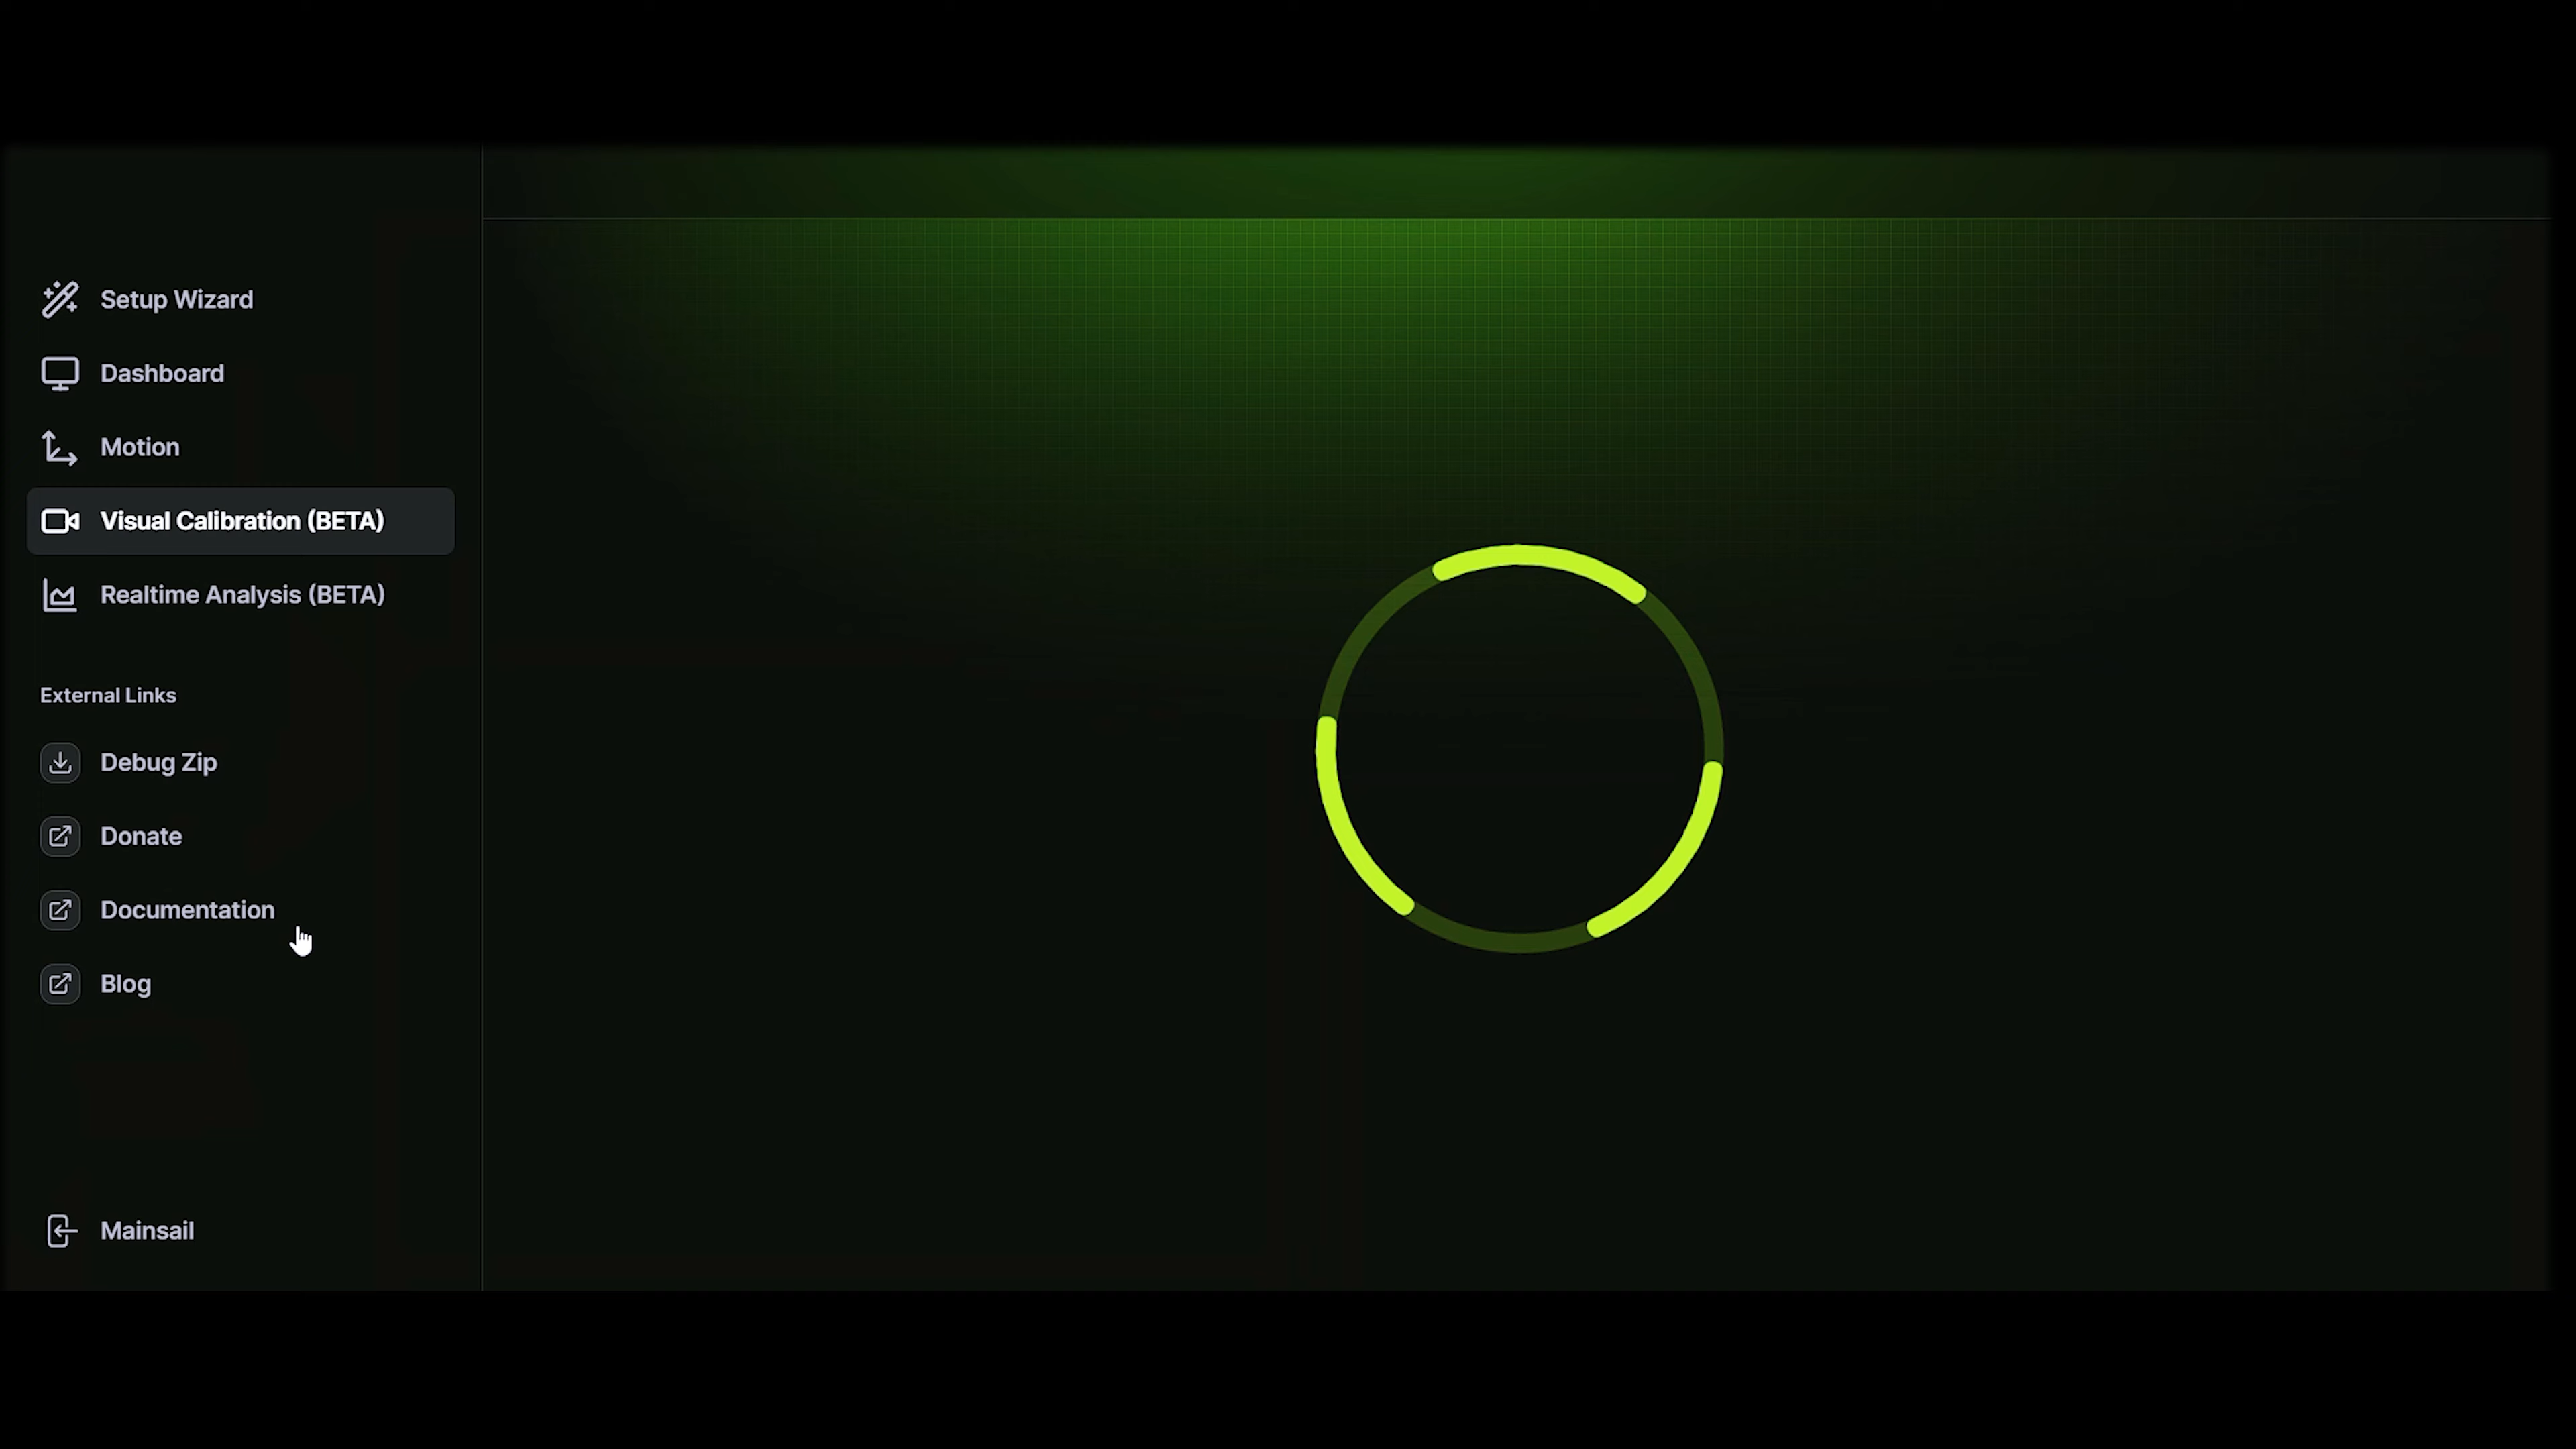 Setup Wizard
Dashboard
Motion
Visual Calibration (BETA)
Realtime Analysis (BETA)
External Links
Debug Zip
Donate
Documentation
Blog
Mainsail